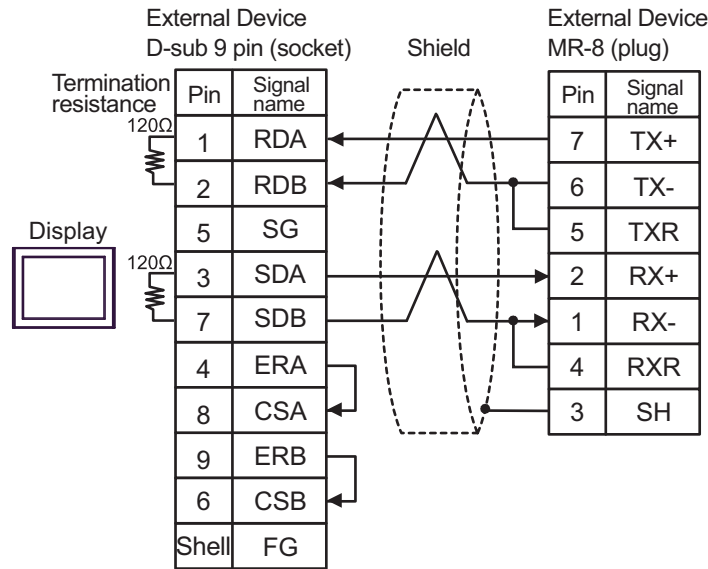 External Device
D-sub 9 pin (socket)
Shield
External Device
MR-8 (plug)
Termination
resistance
Pin Signal name
Pin Signal name
120Ω
1 RDA
7 TX+
2 RDB
6 TX-
5 SG
5 TXR
Display
120Ω
3 SDA
2 RX+
7 SDB
1 RX-
4 ERA
4 RXR
8 CSA
3 SH
9 ERB
6 CSB
Shell FG